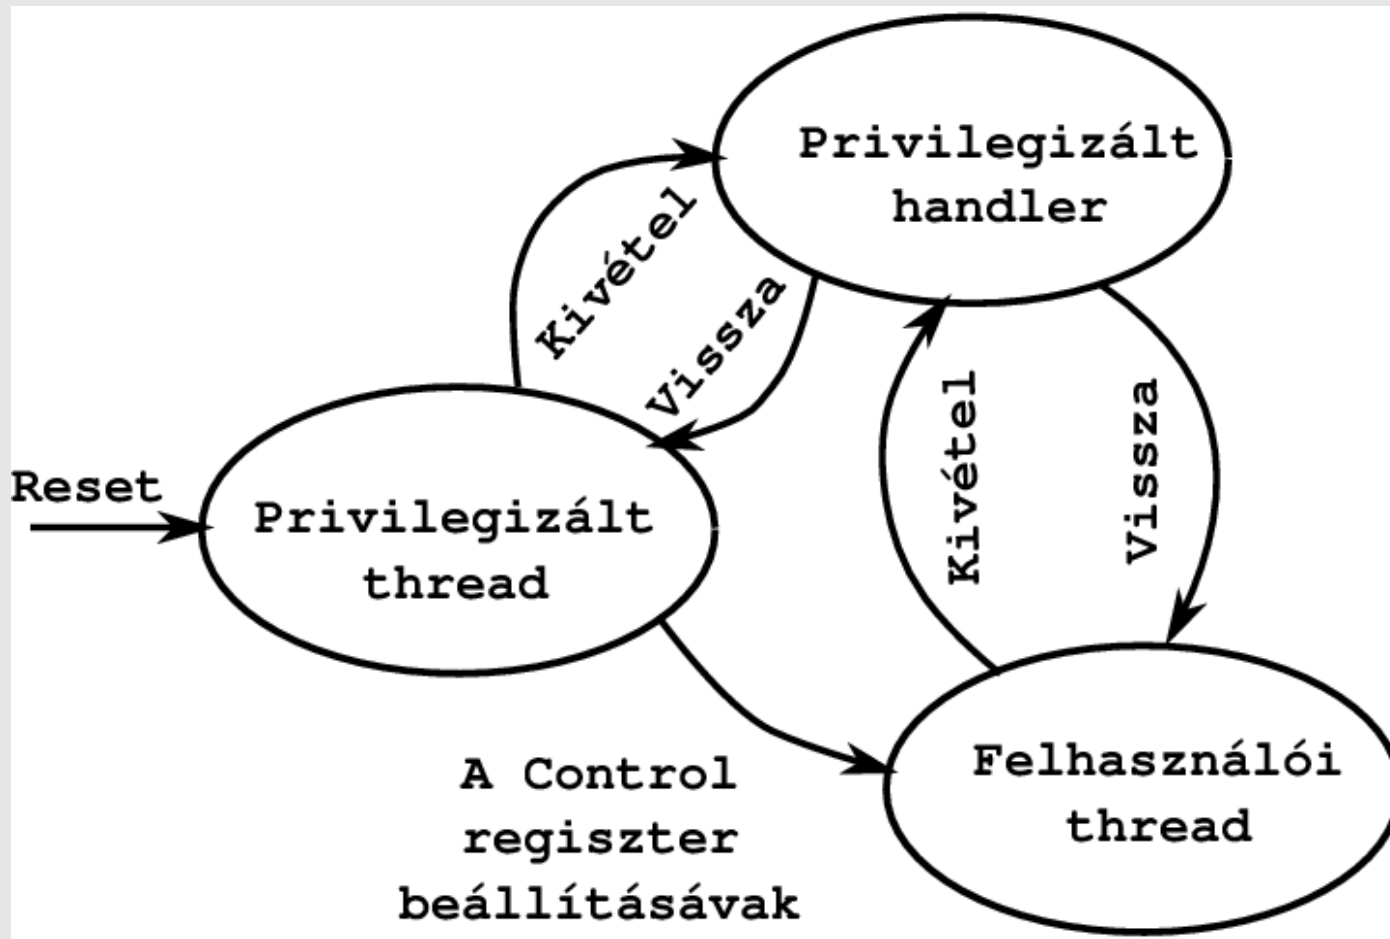 Privilegizált
handler
Kivétel
Vissza
Reset
Privilegizált
thread
Kivétel
Vissza
A Control
regiszter
beállításávak
Felhasználói
thread